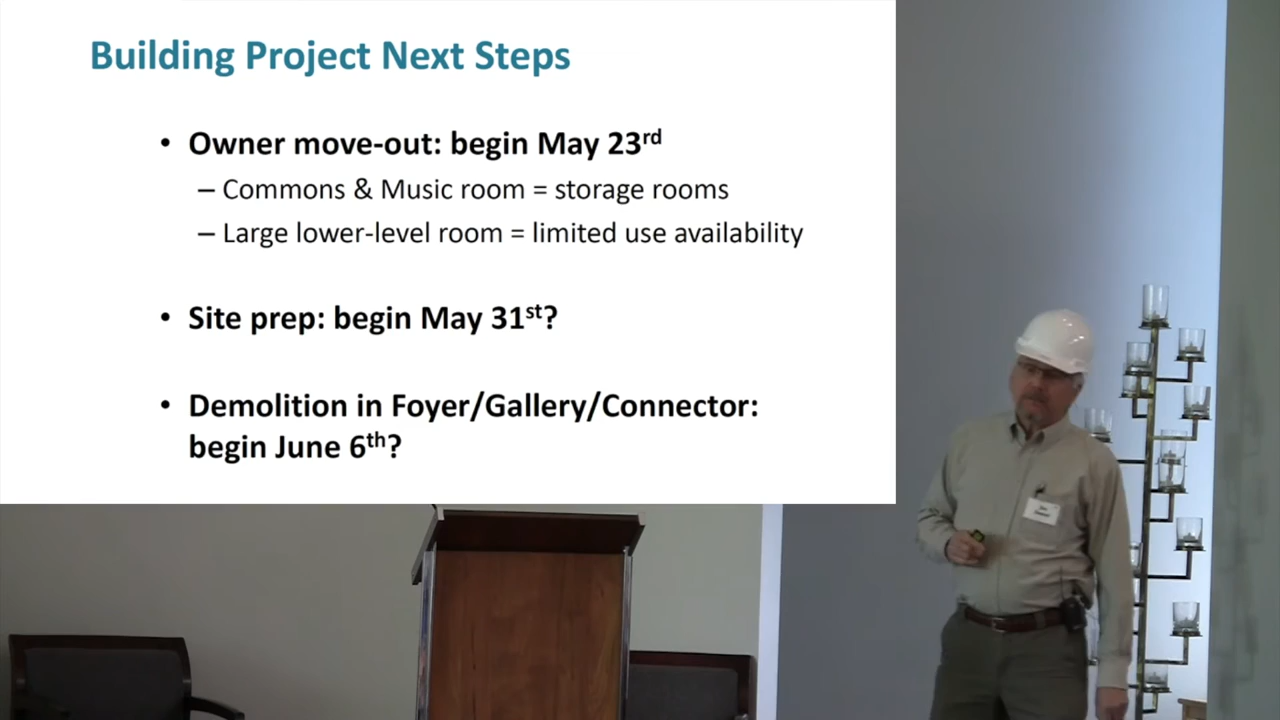 Building Project Next Steps
• Owner move-out: begin May 23rd
– Commons & Music room = storage rooms
– Large lower-level room = limited use availability
• Site prep: begin May 31st?
• Demolition in Foyer/Gallery/Connector:
begin June 6th?